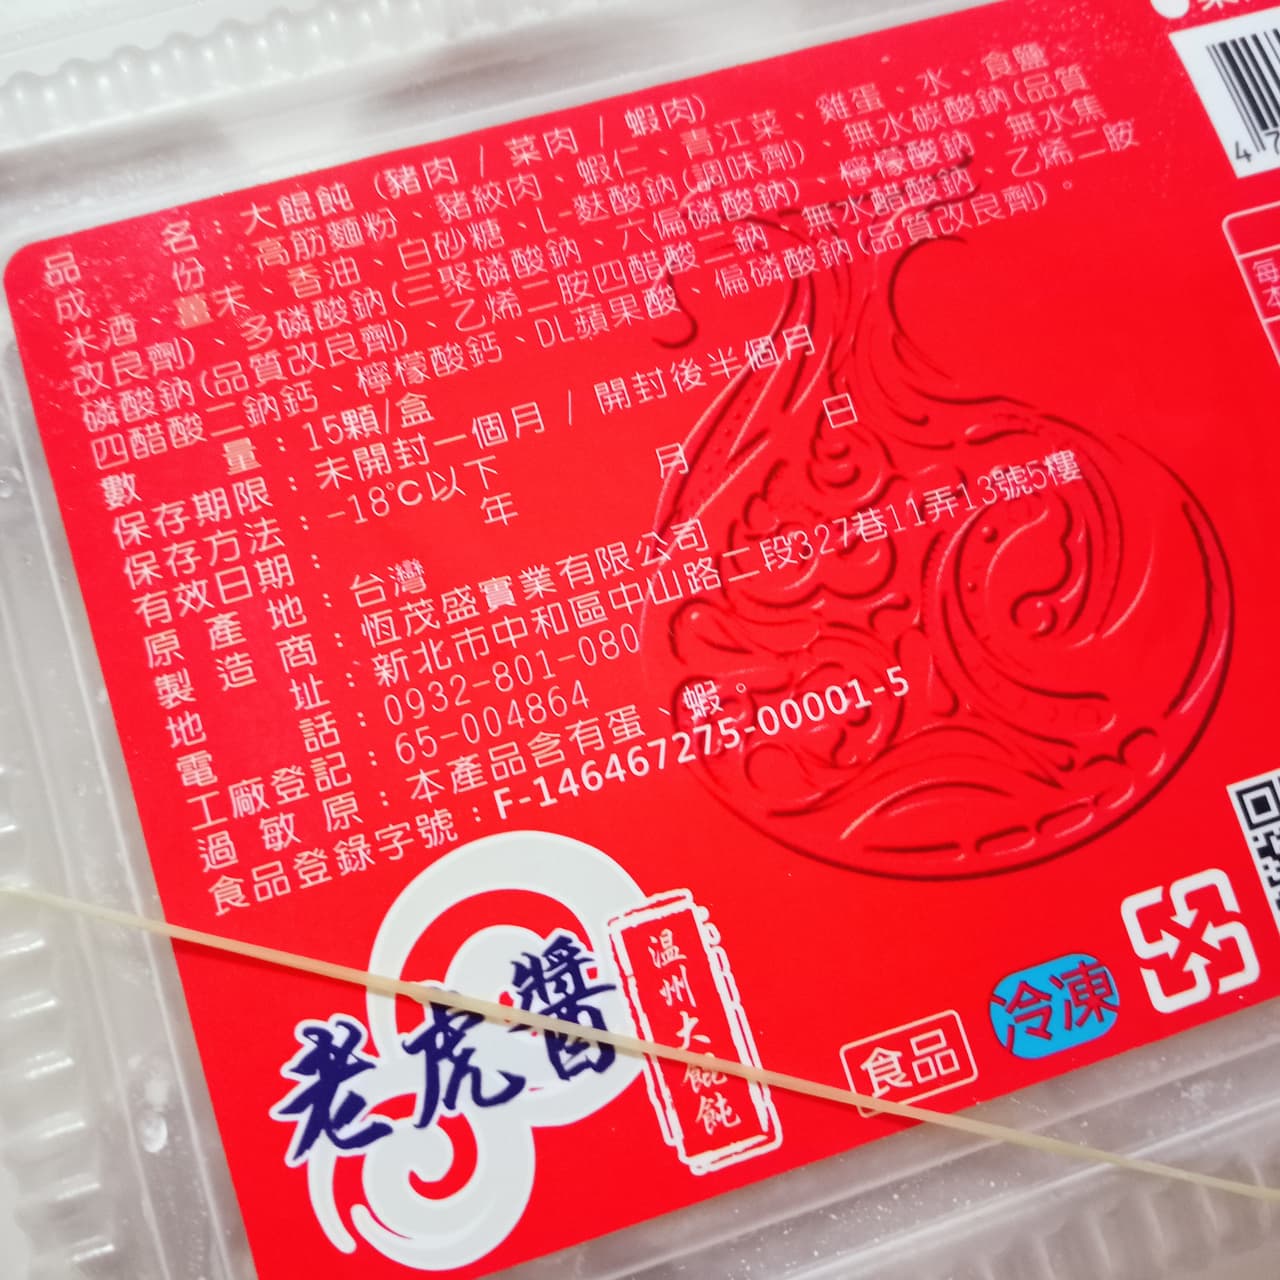 品名：大餛飩 (豬肉 / 菜肉 / 蝦肉)
成份：高筋麵粉、豬絞肉、蝦仁、青江菜、雞蛋、水、食鹽、
米酒、薑末、香油、白砂糖、L-麩酸鈉(調味劑)、無水碳酸鈉(品質
改良劑)、多磷酸鈉(三聚磷酸鈉、六偏磷酸鈉)、檸檬酸鈉、無水焦
磷酸鈉(品質改良劑)、乙烯二胺四醋酸二鈉、無水醋酸鈉、乙烯二胺
四醋酸二鈉鈣、檸檬酸鈣、DL蘋果酸、偏磷酸鈉(品質改良劑)。
數量：15顆/盒
保存期限：未開封一個月 / 開封後半個月
保存方法：-18℃以下
有效日期：年 月 日
原產地：台灣
製造商：恆茂盛實業有限公司
地址：新北市中和區中山路二段327巷11弄13號5樓
電話：0932-801-080
工廠登記：65-004864
過敏原：本產品含有蛋、蝦。
食品登錄字號：F-146467275-00001-5
老虎醬
温州大餛飩
食品
冷凍
4
每